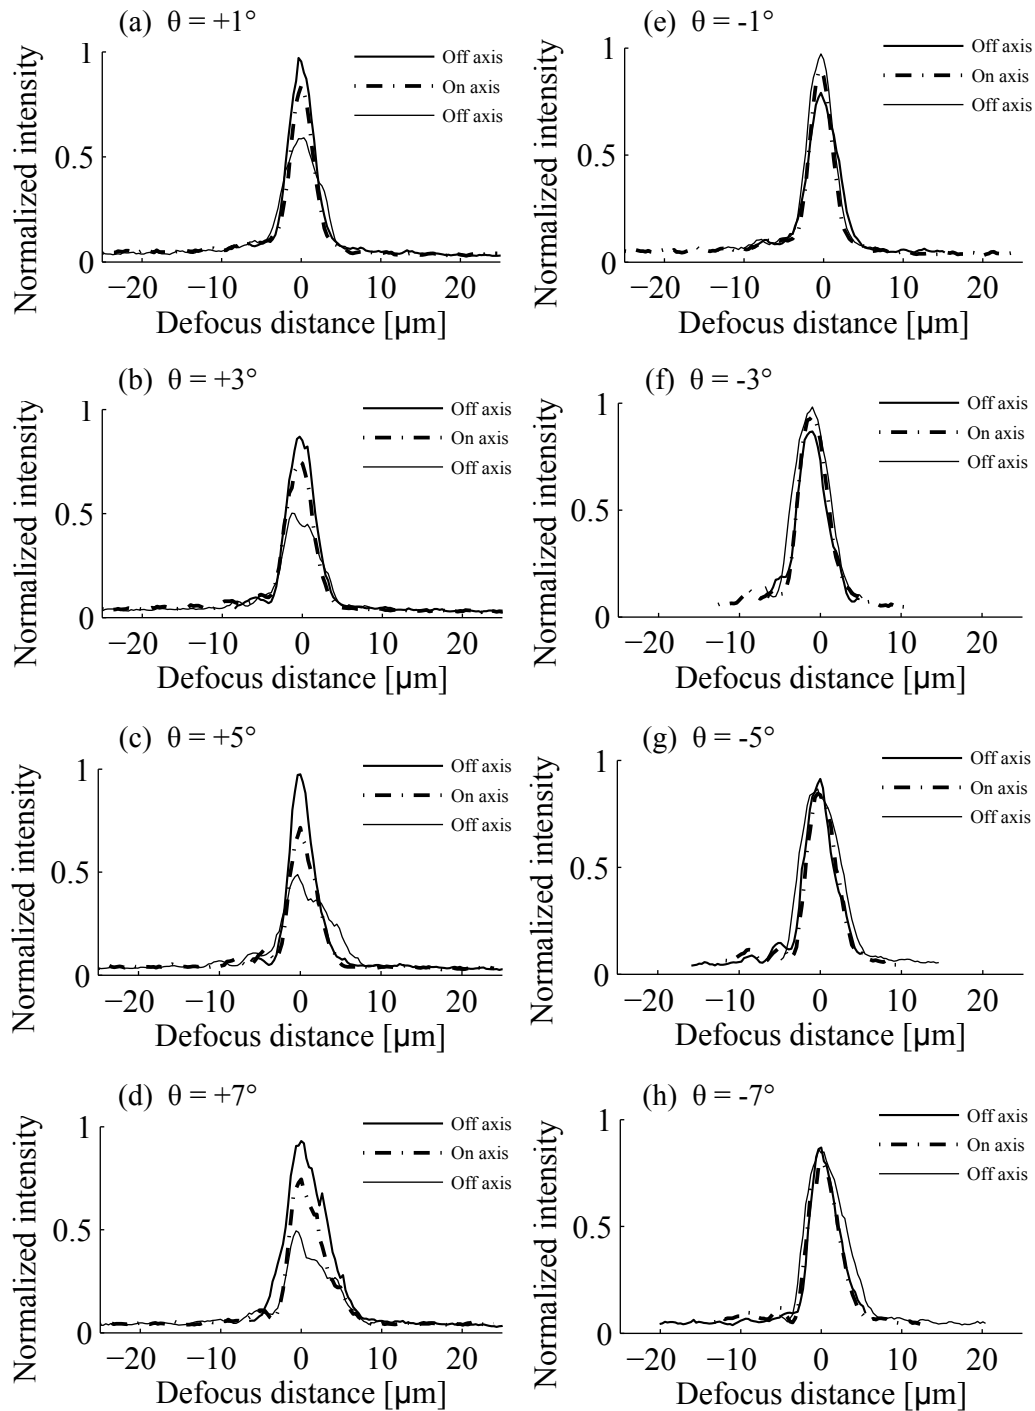 (a) θ = +1°
Normalized intensity
1
0.5
0
Off axis
On axis
Off axis
−20 −10 0 10 20
Defocus distance [μm]
(e) θ = -1°
Normalized intensity
1
0.5
0
Off axis
On axis
Off axis
−20 −10 0 10 20
Defocus distance [μm]
(b) θ = +3°
Normalized intensity
1
0.5
0
Off axis
On axis
Off axis
−20 −10 0 10 20
Defocus distance [μm]
(f) θ = -3°
Normalized intensity
1
0.5
0
Off axis
On axis
Off axis
−20 −10 0 10 20
Defocus distance [μm]
(c) θ = +5°
Normalized intensity
1
0.5
0
Off axis
On axis
Off axis
−20 −10 0 10 20
Defocus distance [μm]
(g) θ = -5°
Normalized intensity
1
0.5
0
Off axis
On axis
Off axis
−20 −10 0 10 20
Defocus distance [μm]
(d) θ = +7°
Normalized intensity
1
0.5
0
Off axis
On axis
Off axis
−20 −10 0 10 20
Defocus distance [μm]
(h) θ = -7°
Normalized intensity
1
0.5
0
Off axis
On axis
Off axis
−20 −10 0 10 20
Defocus distance [μm]